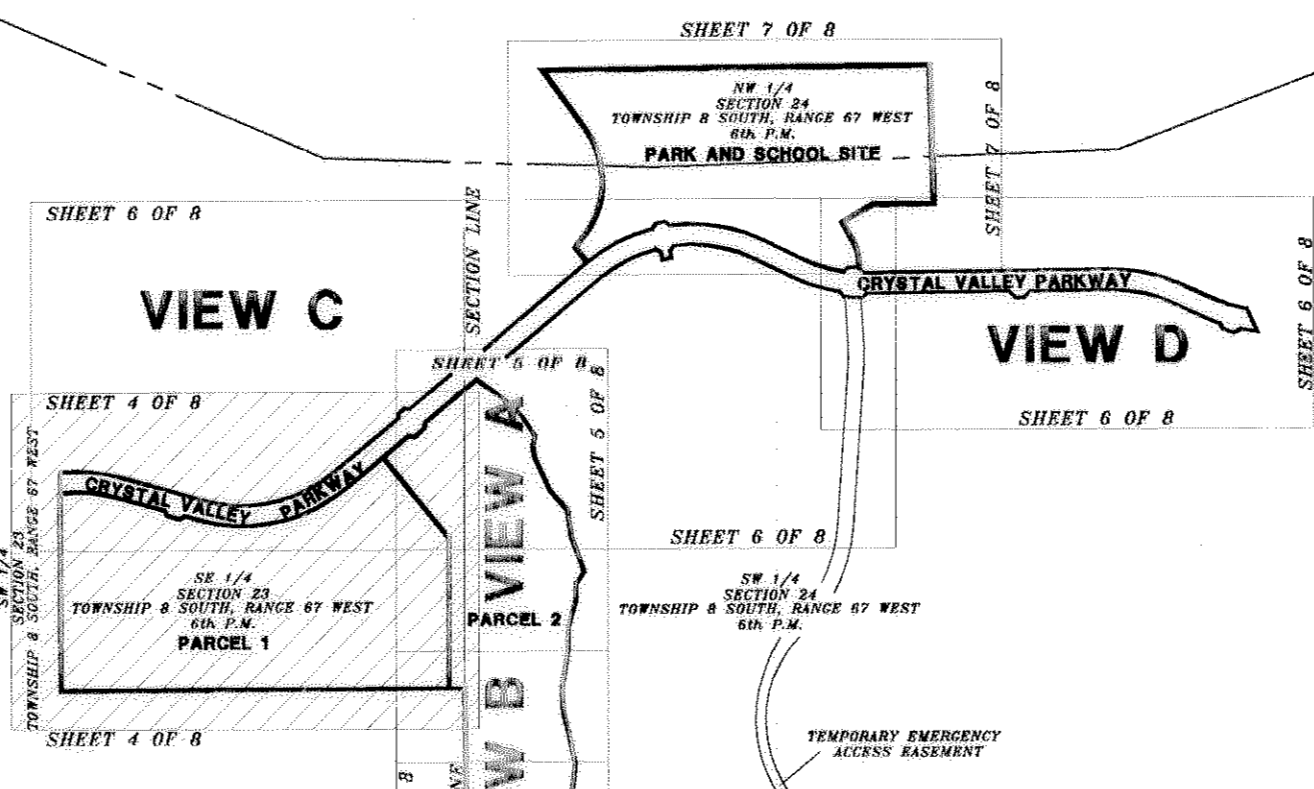 SHEET 7 OF 8
NW 1/4
SECTION 24
TOWNSHIP 8 SOUTH, RANGE 67 WEST
6th P.M.
PARK AND SCHOOL SITE
SHEET 7 OF 8
SHEET 6 OF 8
SECTION LINE
VIEW C
CRYSTAL VALLEY PARKWAY
VIEW D
SHEET 6 OF 8
SHEET 5 OF 8
SHEET 5 OF 8
SHEET 4 OF 8
SHEET 6 OF 8
VIEW A
CRYSTAL VALLEY PARKWAY
SW 1/4
SECTION 23
TOWNSHIP 8 SOUTH, RANGE 67 WEST
SHEET 6 OF 8
SE 1/4
SECTION 23
TOWNSHIP 8 SOUTH, RANGE 67 WEST
6th P.M.
PARCEL 1
PARCEL 2
SW 1/4
SECTION 24
TOWNSHIP 8 SOUTH, RANGE 67 WEST
6th P.M.
W B
SHEET 4 OF 8
TEMPORARY EMERGENCY
ACCESS EASEMENT
8
NE